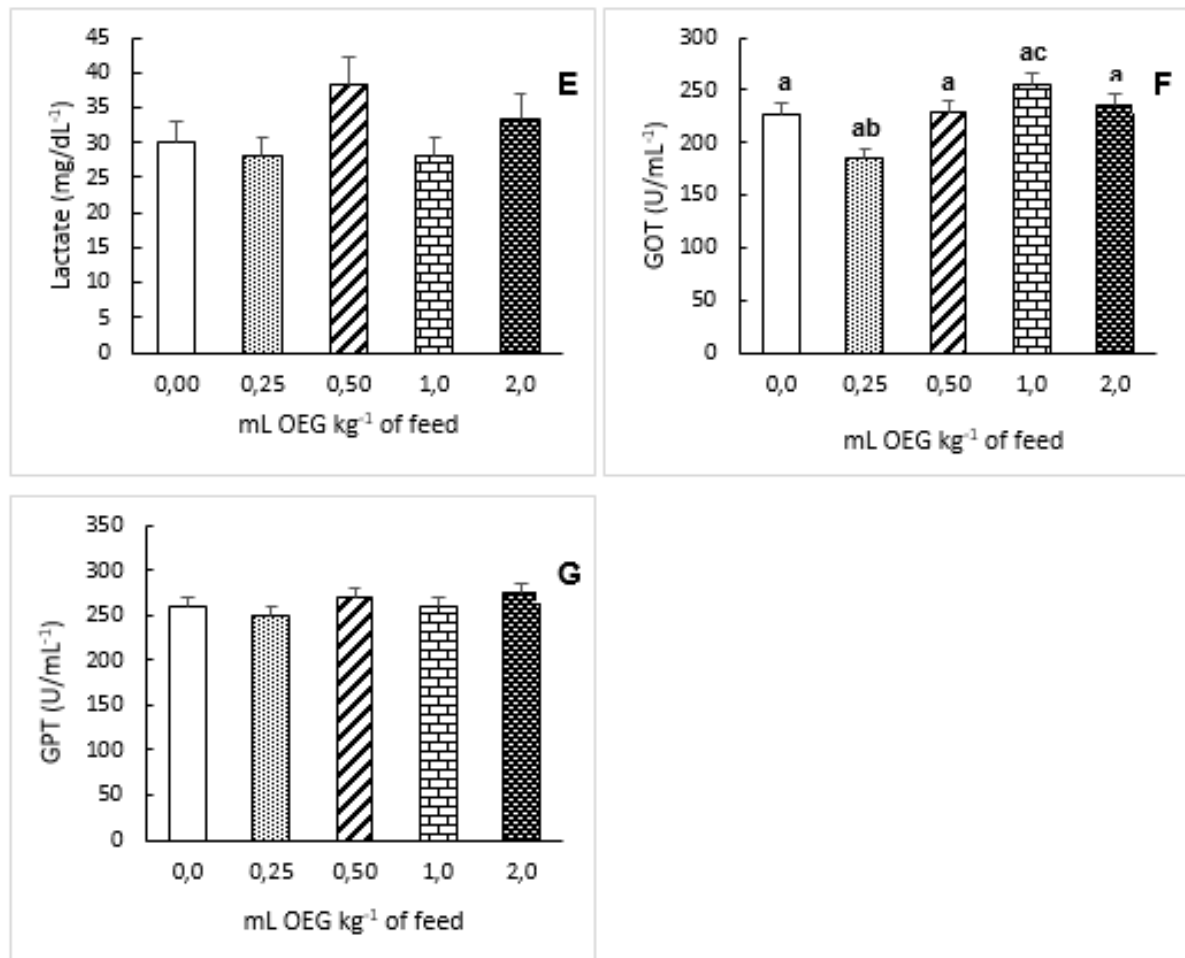 45
40
35
30
25
20
15
10
5
0
Lactate (mg/dL⁻¹)
E
0,00 0,25 0,50 1,0 2,0
mL OEG kg⁻¹ of feed
300
250
200
150
100
50
0
GOT (U/mL⁻¹)
a ab a ac a
F
0,0 0,25 0,50 1,0 2,0
mL OEG kg⁻¹ of feed
350
300
250
200
150
100
50
0
GPT (U/mL⁻¹)
G
0,0 0,25 0,50 1,0 2,0
mL OEG kg⁻¹ of feed